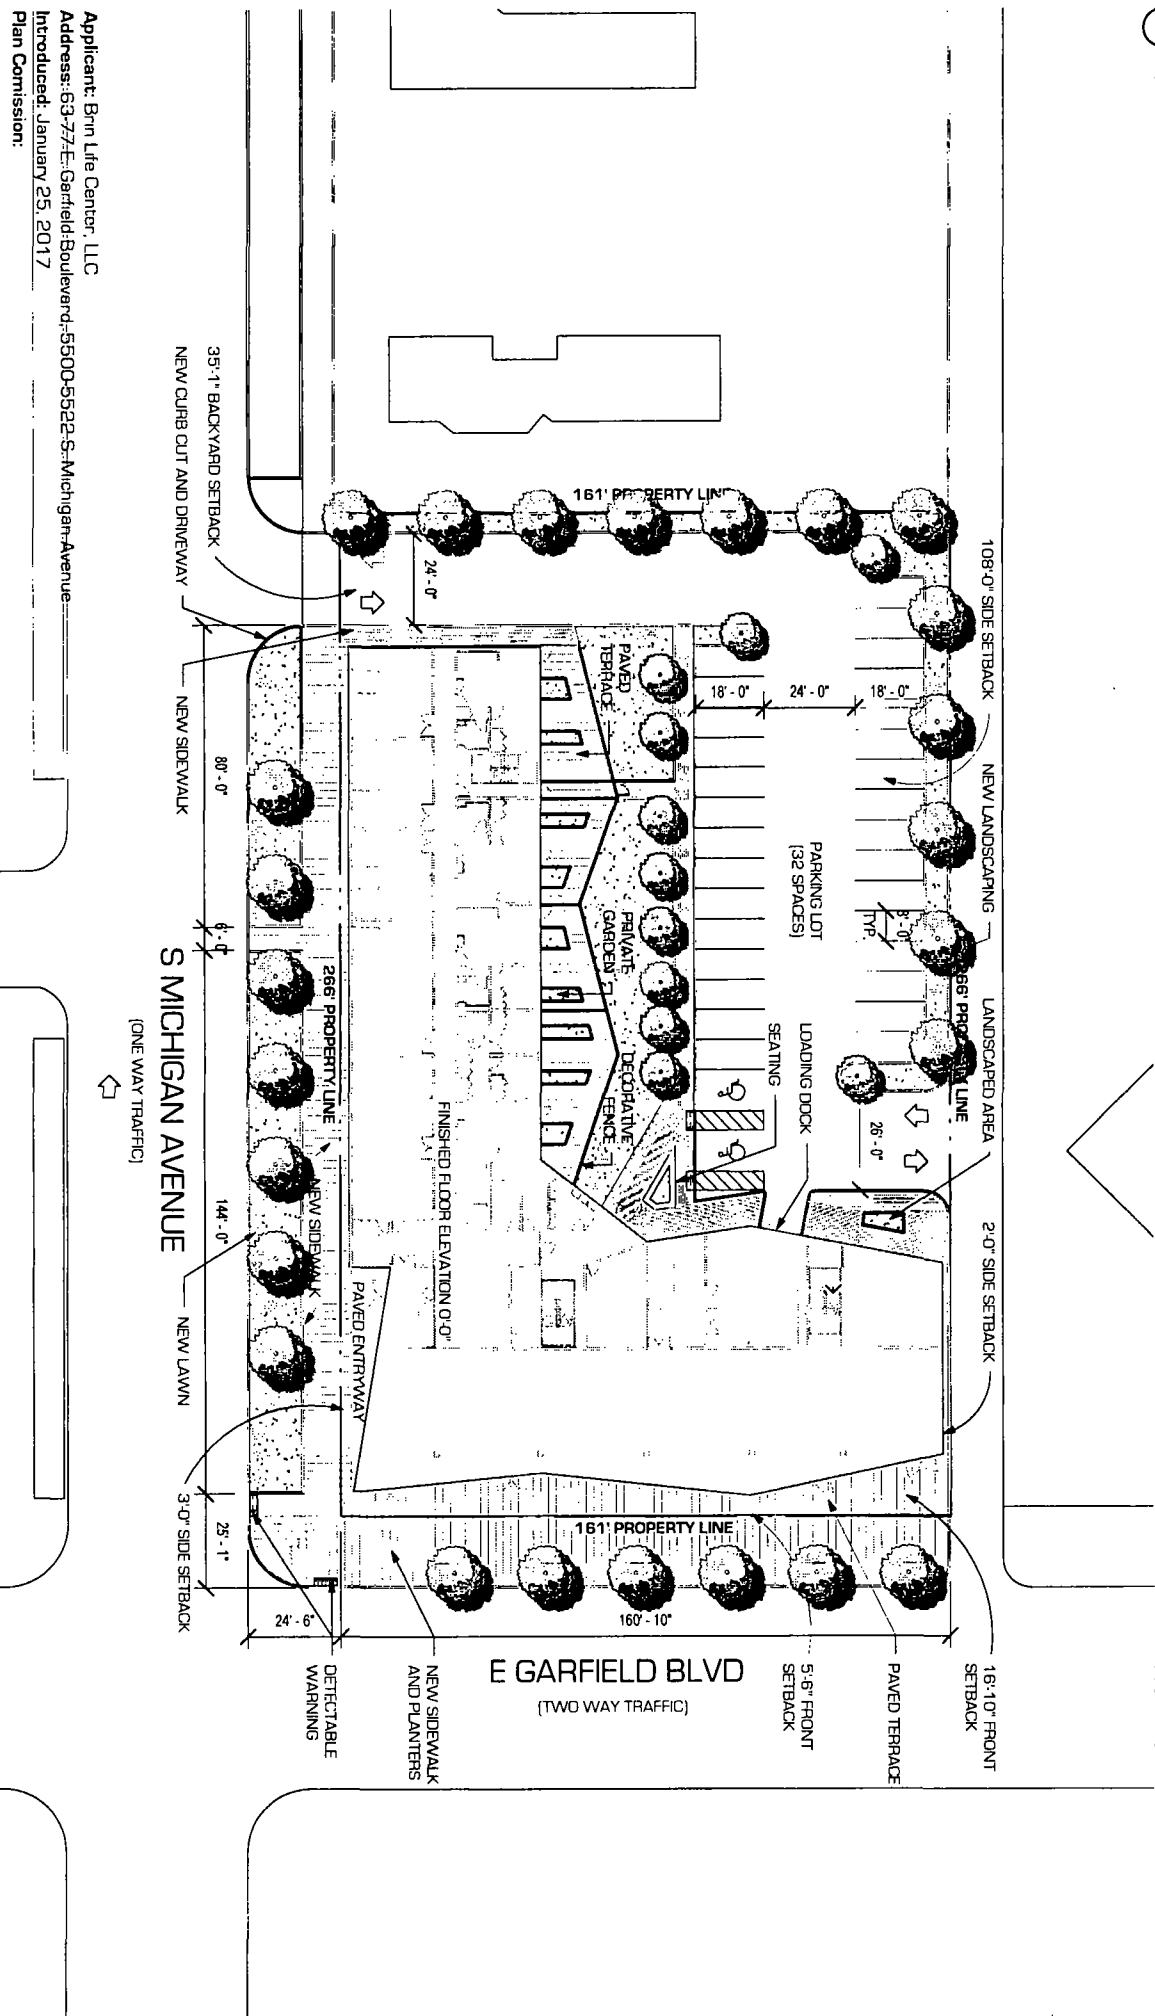 108'-0" SIDE SETBACK
NEW LANDSCAPING
LANDSCAPED AREA
2'-0" SIDE SETBACK
16'-10" FRONT
SETBACK
161' PROPERTY LINE
18'-0"
24'-0"
18'-0"
PARKING LOT
(32 SPACES)
TYP.
266' PROPERTY LINE
26'-0"
LOADING DOCK
SEATING
PAVED TERRACE
5'-6" FRONT
SETBACK
24'-0"
PAVED
TERRACE
PRIVATE
GARDEN
DECORATIVE
FENCE
161' PROPERTY LINE
160'-10"
E GARFIELD BLVD
(TWO WAY TRAFFIC)
FINISHED FLOOR ELEVATION 0'0"
NEW SIDEWALK
AND PLANTERS
266' PROPERTY LINE
NEW SIDEWALK
PAVED ENTRYWAY
24'-6"
DETECTABLE
WARNING
35'-1" BACKYARD SETBACK
NEW CURB CUT AND DRIVEWAY
NEW SIDEWALK
80'-0"
6'-0"
144'-0"
25'-1"
NEW LAWN
3'-0" SIDE SETBACK
S MICHIGAN AVENUE
(ONE WAY TRAFFIC)
Applicant: Brin Life Center, LLC
Address: 63-77 E. Garfield Boulevard, 5500-5522 S. Michigan Avenue
Introduced: January 25, 2017
Plan Comission: